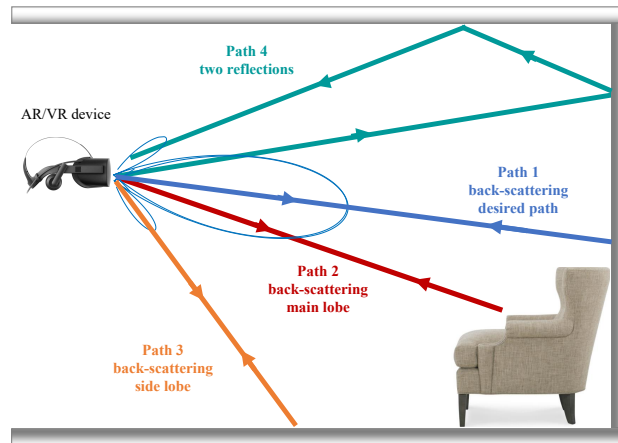 Path 4
two reflections
AR/VR device
Path 1
back-scattering
desired path
Path 2
back-scattering
main lobe
Path 3
back-scattering
side lobe